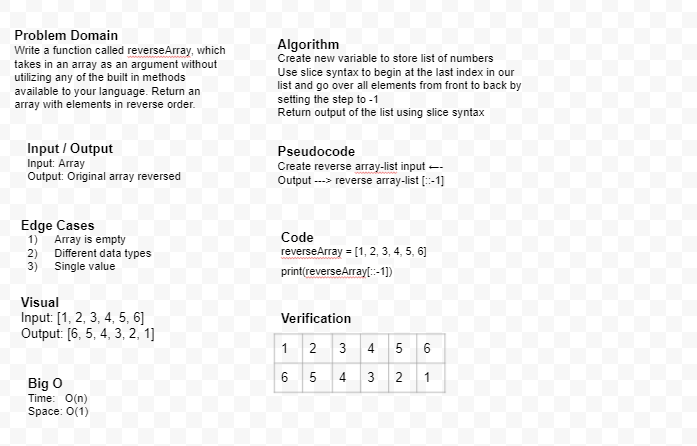 Problem Domain
Write a function called reverseArray, which
takes in an array as an argument without
utilizing any of the built in methods
available to your language. Return an
array with elements in reverse order.
Input / Output
Input: Array
Output: Original array reversed
Edge Cases
1) Array is empty
2) Different data types
3) Single value
Visual
Input: [1, 2, 3, 4, 5, 6]
Output: [6, 5, 4, 3, 2, 1]
Big O
Time: O(n)
Space: O(1)
Algorithm
Create new variable to store list of numbers
Use slice syntax to begin at the last index in our
list and go over all elements from front to back by
setting the step to -1
Return output of the list using slice syntax
Pseudocode
Create reverse array-list input <---
Output ---> reverse array-list [::-1]
Code
reverseArray = [1, 2, 3, 4, 5, 6]
print(reverseArray[::-1])
Verification
1 2 3 4 5 6
6 5 4 3 2 1